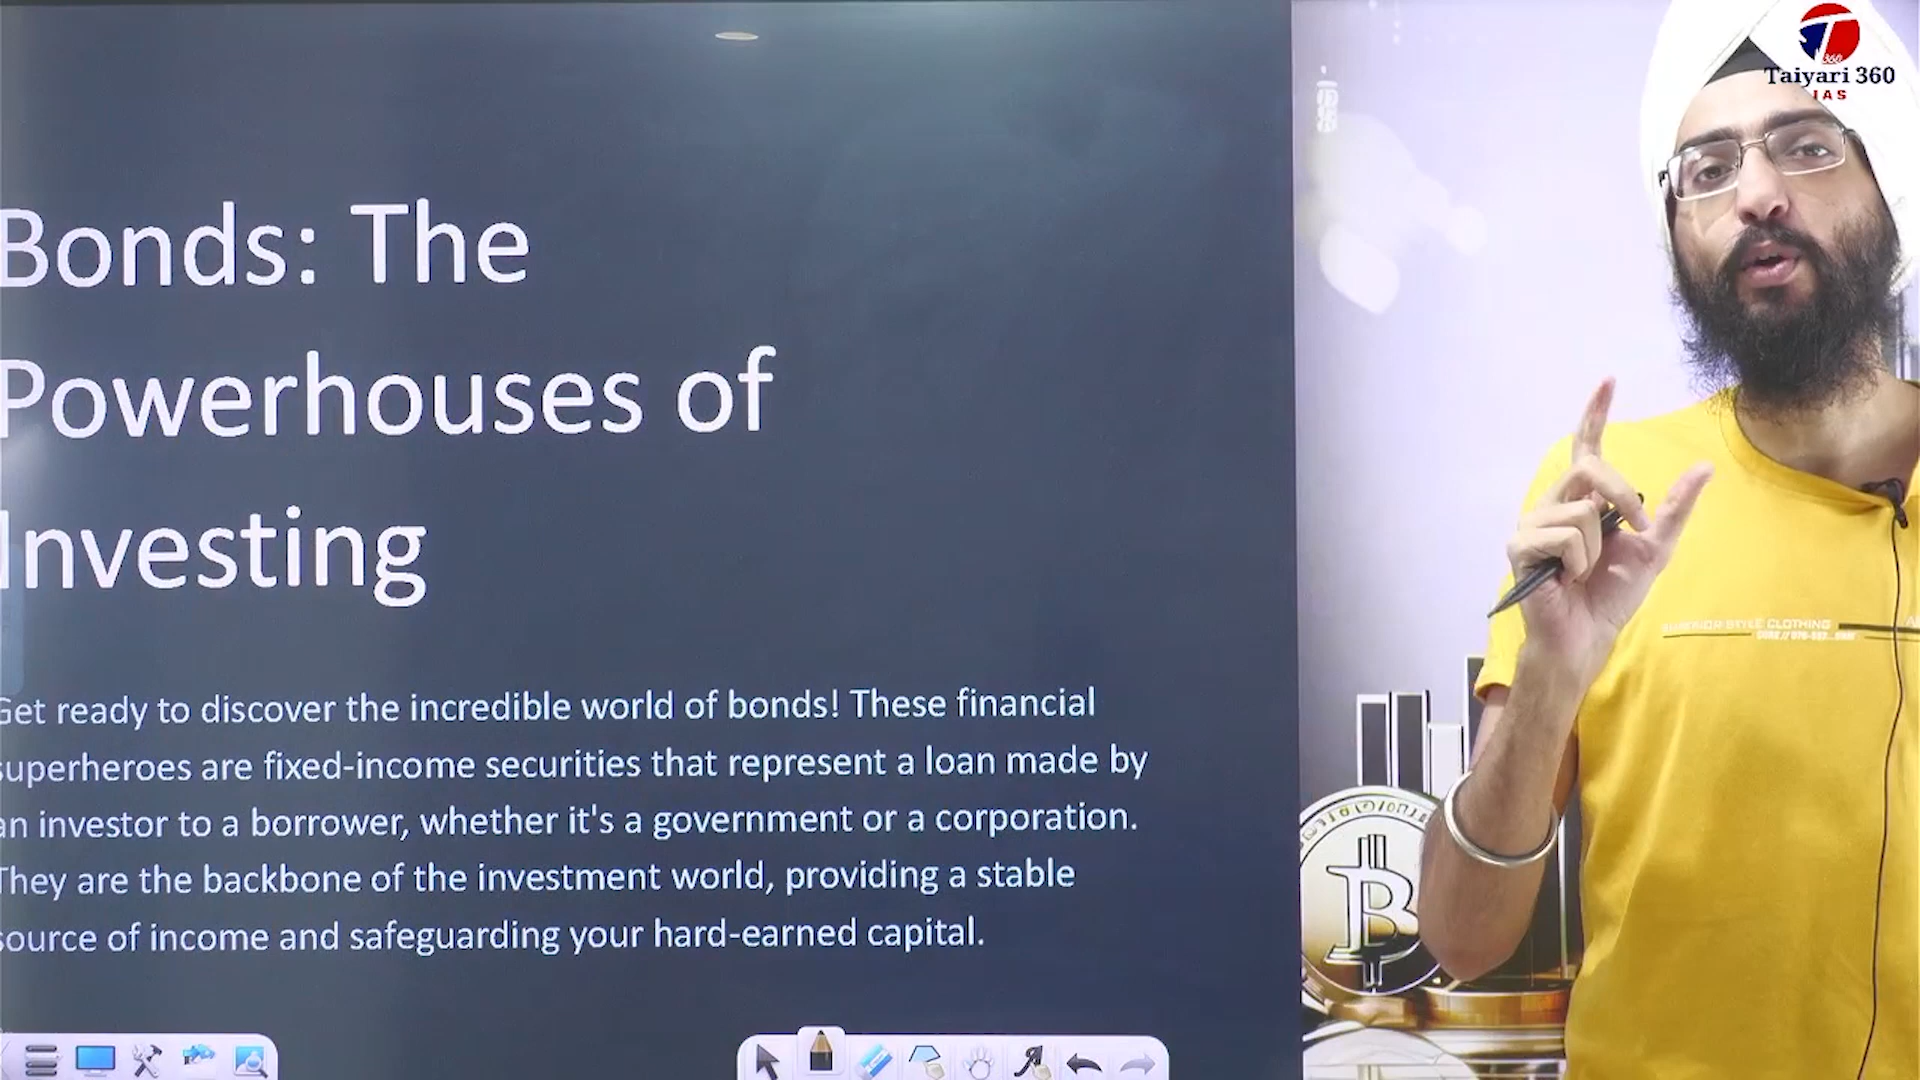 Bonds: The
Powerhouses of
Investing
Get ready to discover the incredible world of bonds! These financial
superheroes are fixed-income securities that represent a loan made by
an investor to a borrower, whether it's a government or a corporation.
They are the backbone of the investment world, providing a stable
source of income and safeguarding your hard-earned capital.
T
360
Taiyari 360
IAS
STYLE CLOTHING
B